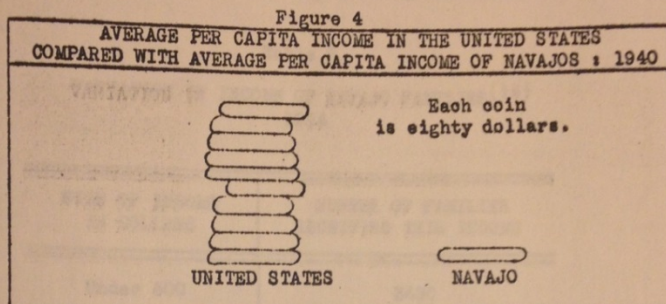 Figure 4
AVERAGE PER CAPITA INCOME IN THE UNITED STATES
COMPARED WITH AVERAGE PER CAPITA INCOME OF NAVAJOS : 1940
Each coin
is eighty dollars.
UNITED STATES
NAVAJO